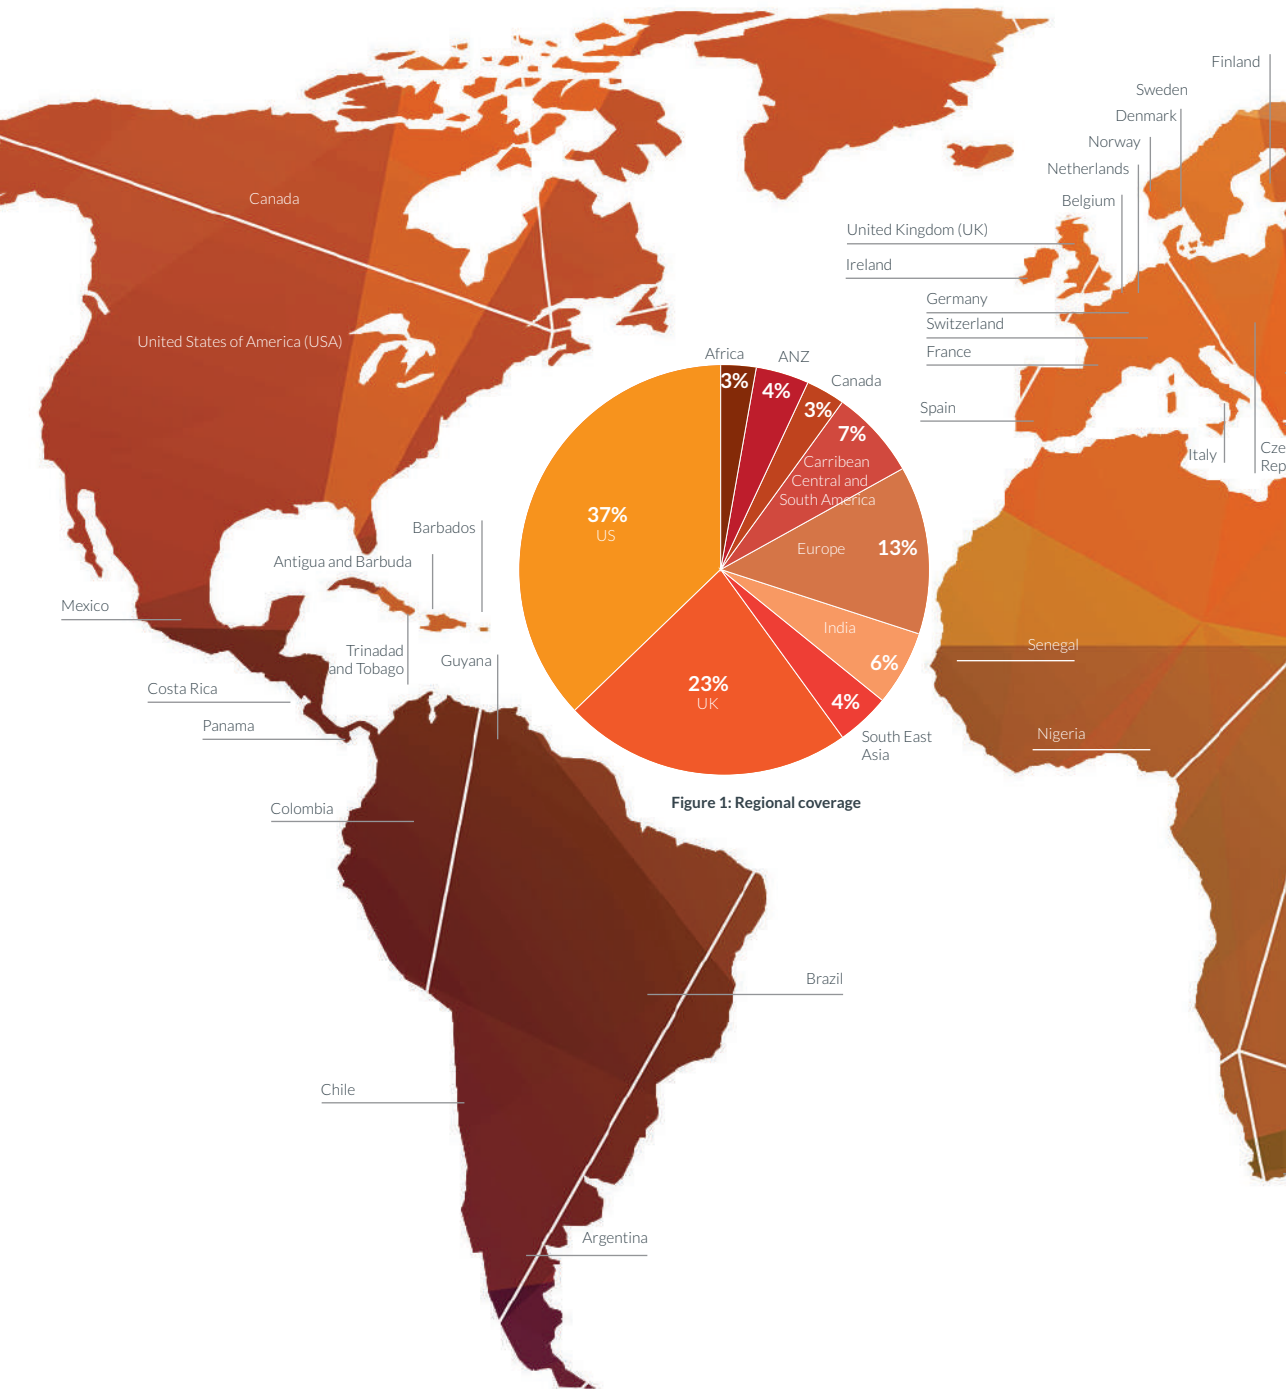 Finland
Sweden
Denmark
Norway
Netherlands
Belgium
Canada
United Kingdom (UK)
Ireland
Germany
Switzerland
France
Spain
Italy
Cze
Rep
United States of America (USA)
Africa
ANZ
Canada
3%
4%
3%
7%
Carribean
Central and
South America
37%
US
Europe
13%
India
6%
23%
UK
4%
South East
Asia
Figure 1: Regional coverage
Barbados
Antigua and Barbuda
Mexico
Trinidad
and Tobago
Guyana
Costa Rica
Panama
Senegal
Nigeria
Colombia
Brazil
Chile
Argentina